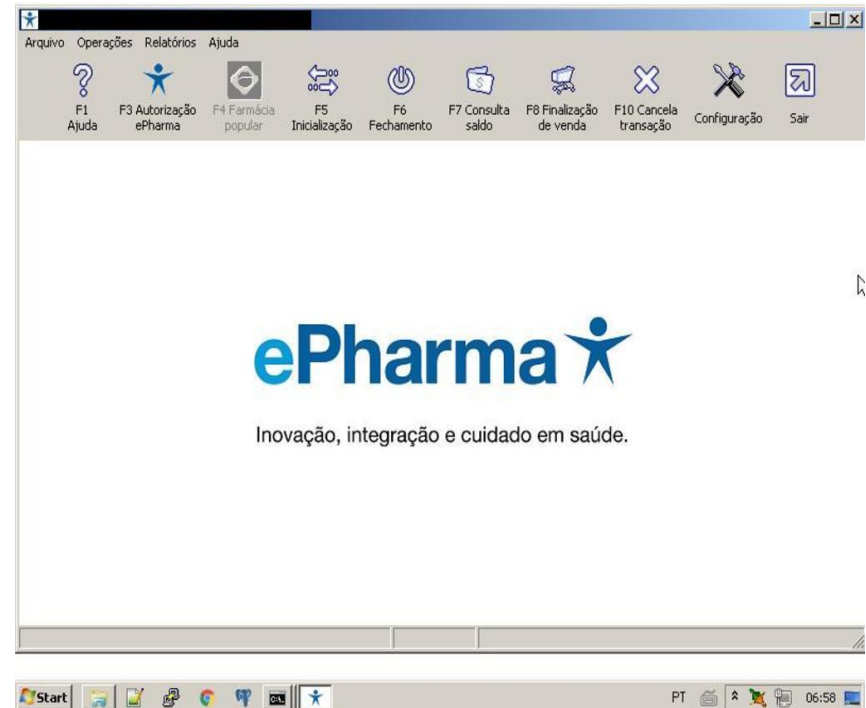 Arquivo Operações Relatórios Ajuda
F1 Ajuda
F3 Autorização ePharma
F4 Farmácia popular
F5 Inicialização
F6 Fechamento
F7 Consulta saldo
F8 Finalização de venda
F10 Cancela transação
Configuração
Sair
ePharma
Inovação, integração e cuidado em saúde.
Start
PT
06:58